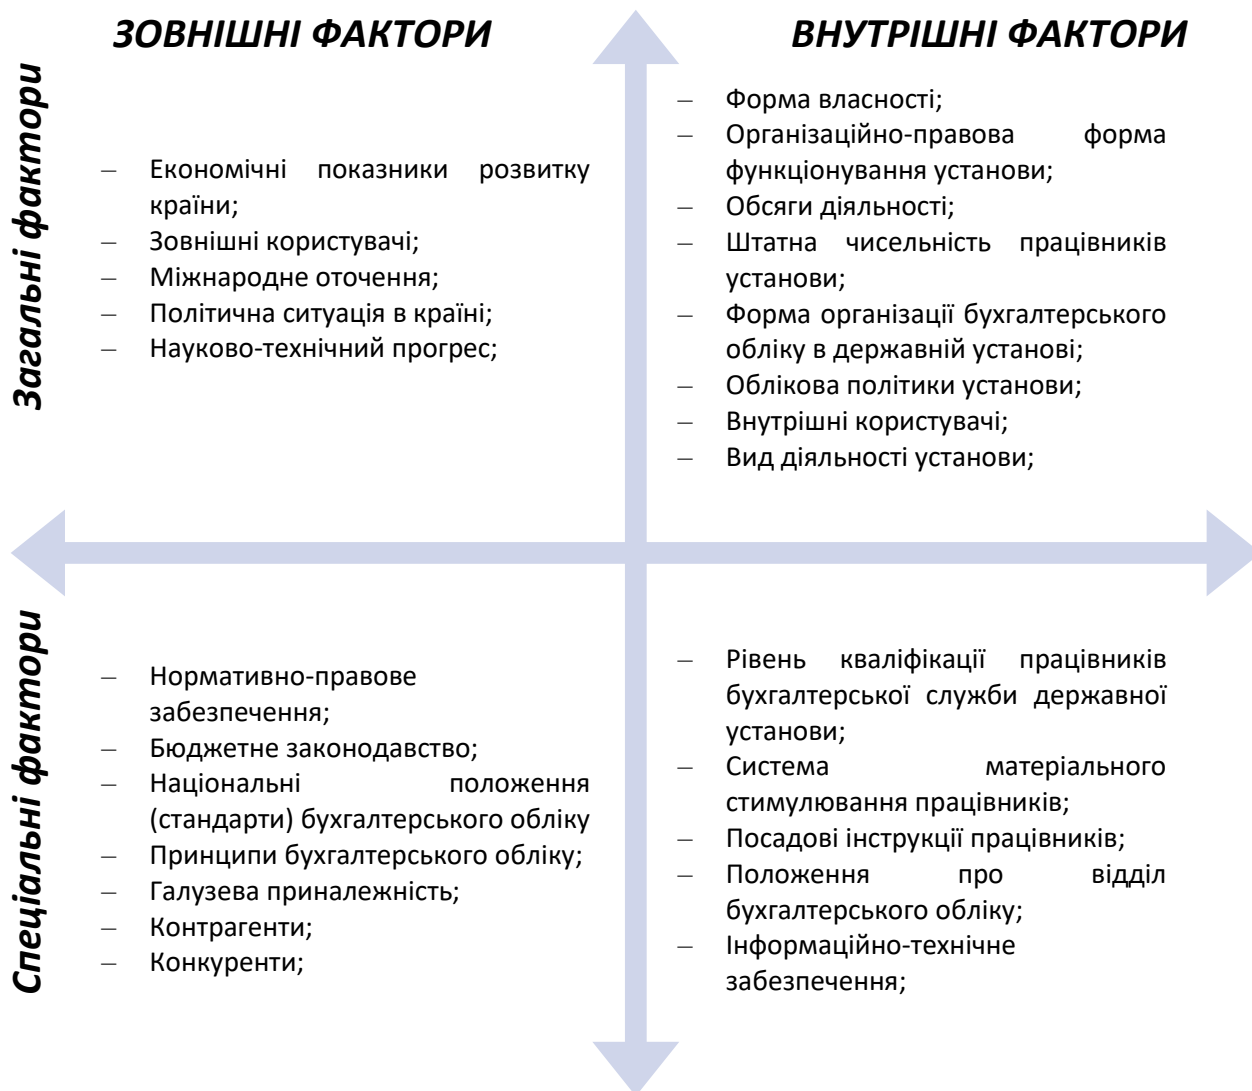 ЗОВНІШНІ ФАКТОРИ
ВНУТРІШНІ ФАКТОРИ
Загальні фактори
– Економічні показники розвитку
країни;
– Зовнішні користувачі;
– Міжнародне оточення;
– Політична ситуація в країні;
– Науково-технічний прогрес;
– Форма власності;
– Організаційно-правова форма
функціонування установи;
– Обсяги діяльності;
– Штатна чисельність працівників
установи;
– Форма організації бухгалтерського
обліку в державній установі;
– Облікова політики установи;
– Внутрішні користувачі;
– Вид діяльності установи;
Спеціальні фактори
– Нормативно-правове
забезпечення;
– Бюджетне законодавство;
– Національні положення
(стандарти) бухгалтерського обліку
– Принципи бухгалтерського обліку;
– Галузева приналежність;
– Контрагенти;
– Конкуренти;
– Рівень кваліфікації працівників
бухгалтерської служби державної
установи;
– Система матеріального
стимулювання працівників;
– Посадові інструкції працівників;
– Положення про відділ
бухгалтерського обліку;
– Інформаційно-технічне
забезпечення;